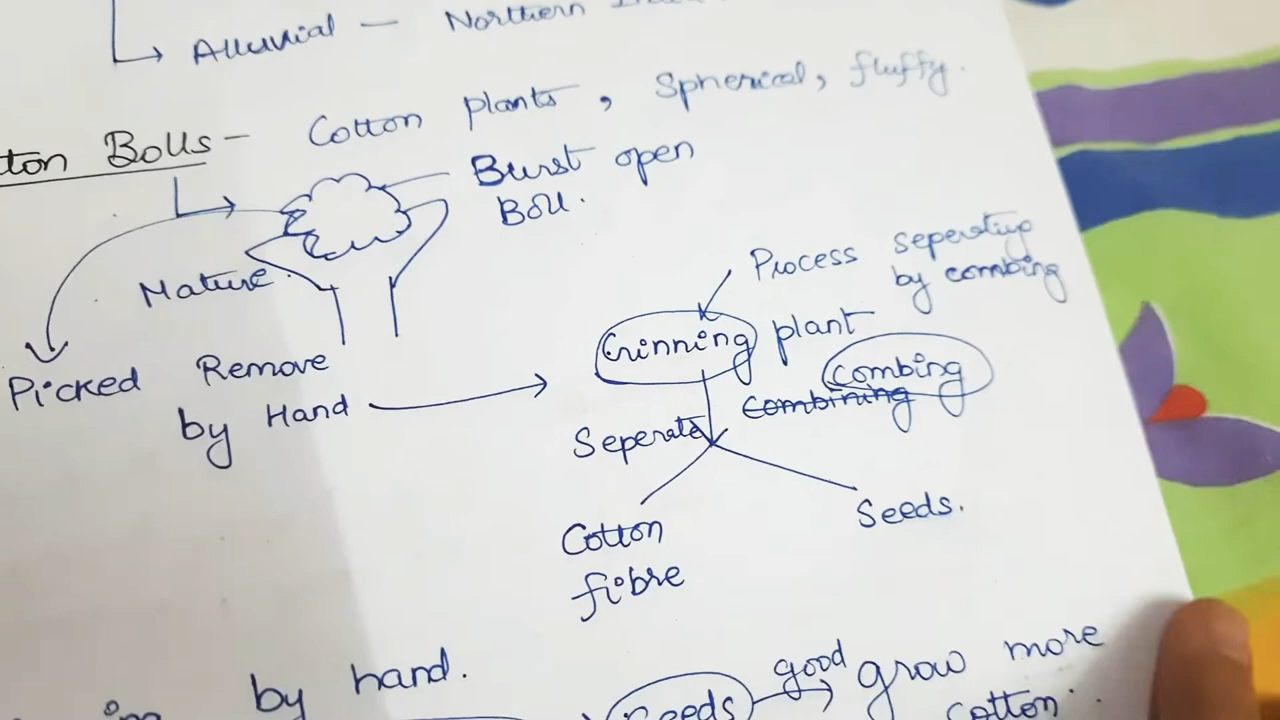 Alluvial — Northern
Bolls - Cotton plants, Spherical, fluffy.
Burst open
Boll.
Mature
Process seperating
by combing
Ginning plant
Picked Remove
by Hand
combing
Combining
Seperate
Cotton
fibre
Seeds.
by hand.
Seeds good grow more
cotton.